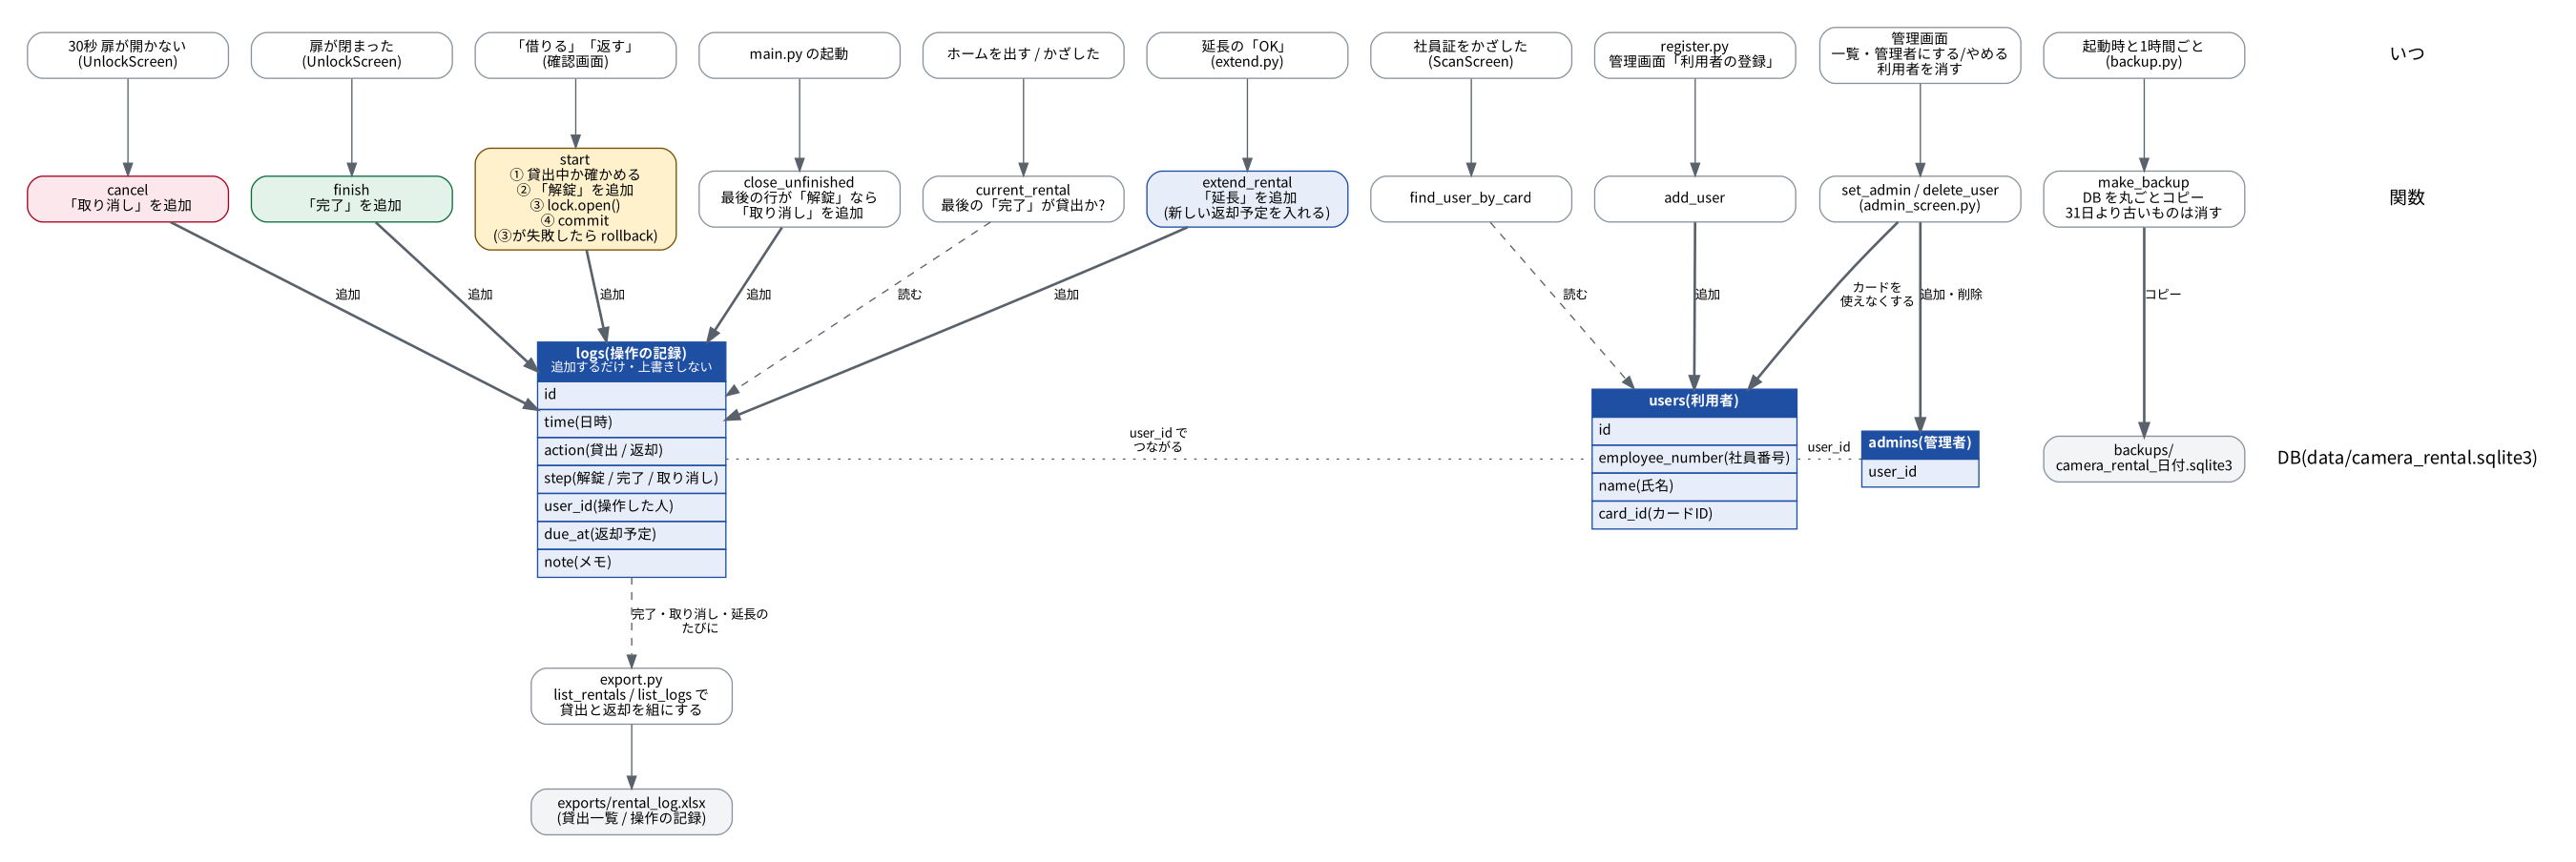 30秒 扉が開かない
(UnlockScreen)
扉が閉まった
(UnlockScreen)
「借りる」「返す」
(確認画面)
main.py の起動
ホームを出す / かざした
延長の「OK」
(extend.py)
社員証をかざした
(ScanScreen)
register.py
管理画面「利用者の登録」
管理画面
一覧・管理者にする/やめる
利用者を消す
起動時と1時間ごと
(backup.py)
いつ
cancel
「取り消し」を追加
finish
「完了」を追加
start
① 貸出中か確かめる
② 「解錠」を追加
③ lock.open()
④ commit
(③が失敗したら rollback)
close_unfinished
最後の行が「解錠」なら
「取り消し」を追加
current_rental
最後の「完了」が貸出か?
extend_rental
「延長」を追加
(新しい返却予定を入れる)
find_user_by_card
add_user
set_admin / delete_user
(admin_screen.py)
make_backup
DB を丸ごとコピー
31日より古いものは消す
関数
追加
追加
追加
追加
読む
追加
読む
追加
カードを
使えなくする
追加・削除
コピー
logs(操作の記録)
追加するだけ・上書きしない
id
time(日時)
action(貸出 / 返却)
step(解錠 / 完了 / 取り消し)
user_id(操作した人)
due_at(返却予定)
note(メモ)
user_id で
つながる
users(利用者)
id
employee_number(社員番号)
name(氏名)
card_id(カードID)
user_id
admins(管理者)
user_id
backups/
camera_rental_日付.sqlite3
DB(data/camera_rental.sqlite3)
完了・取り消し・延長の
たびに
export.py
list_rentals / list_logs で
貸出と返却を組にする
exports/rental_log.xlsx
(貸出一覧 / 操作の記録)